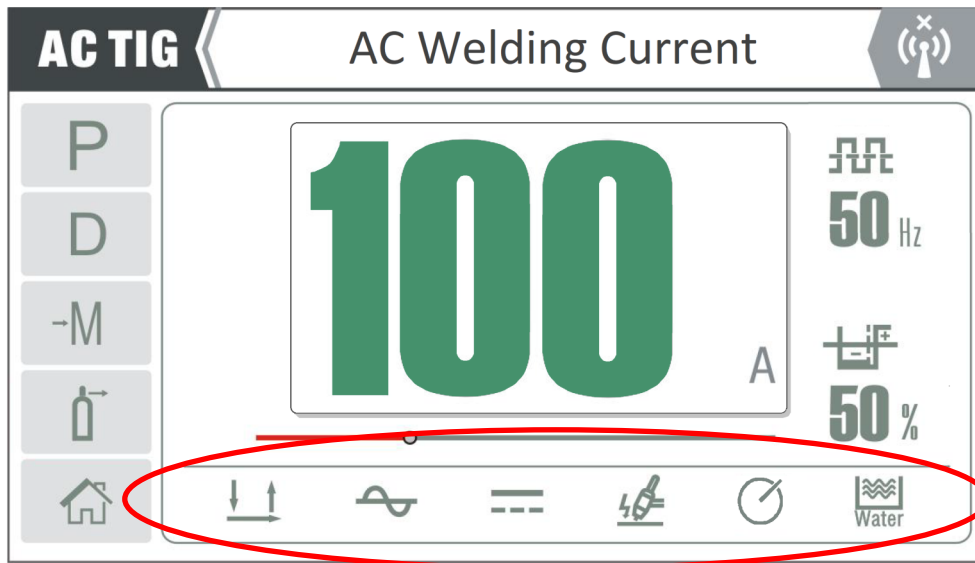 AC TIG
AC Welding Current
P
D
→M
100
A
50 Hz
50 %
Water